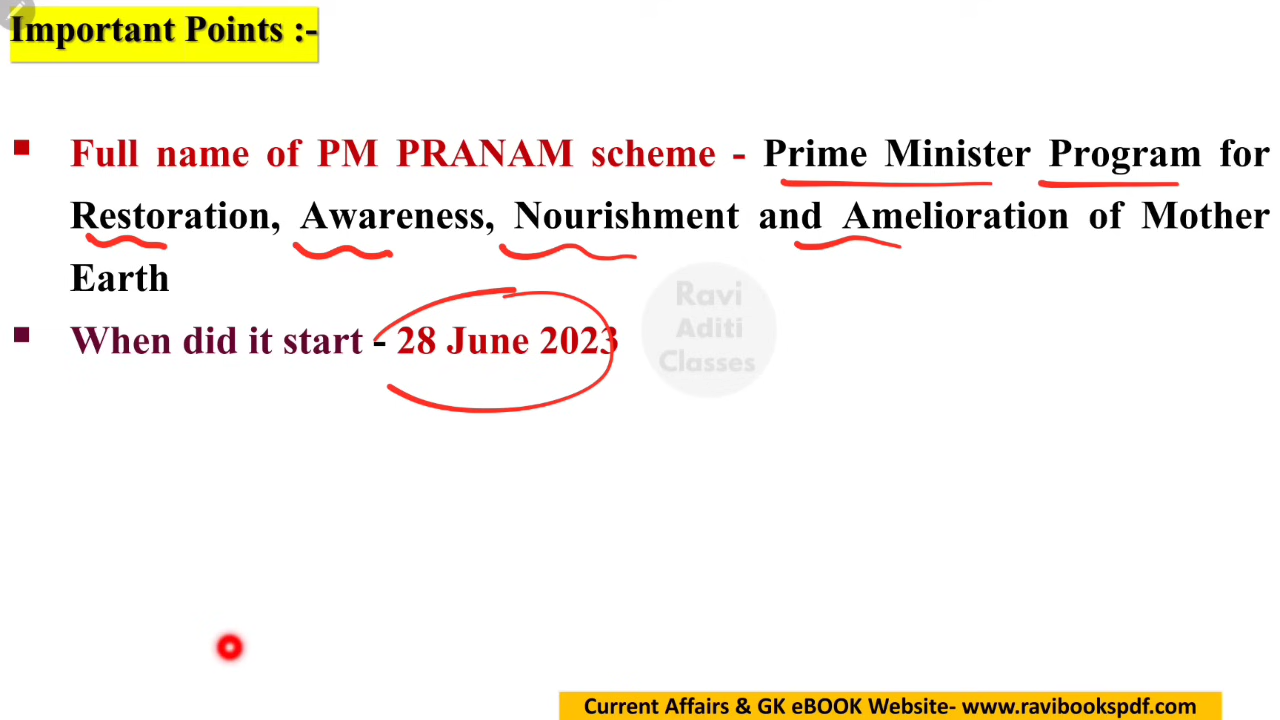 Important Points :-
Full name of PM PRANAM scheme - Prime Minister Program for
Restoration, Awareness, Nourishment and Amelioration of Mother
Earth
When did it start - 28 June 2023
Ravi
Aditi
Classes
Current Affairs & GK eBOOK Website- www.ravibookspdf.com